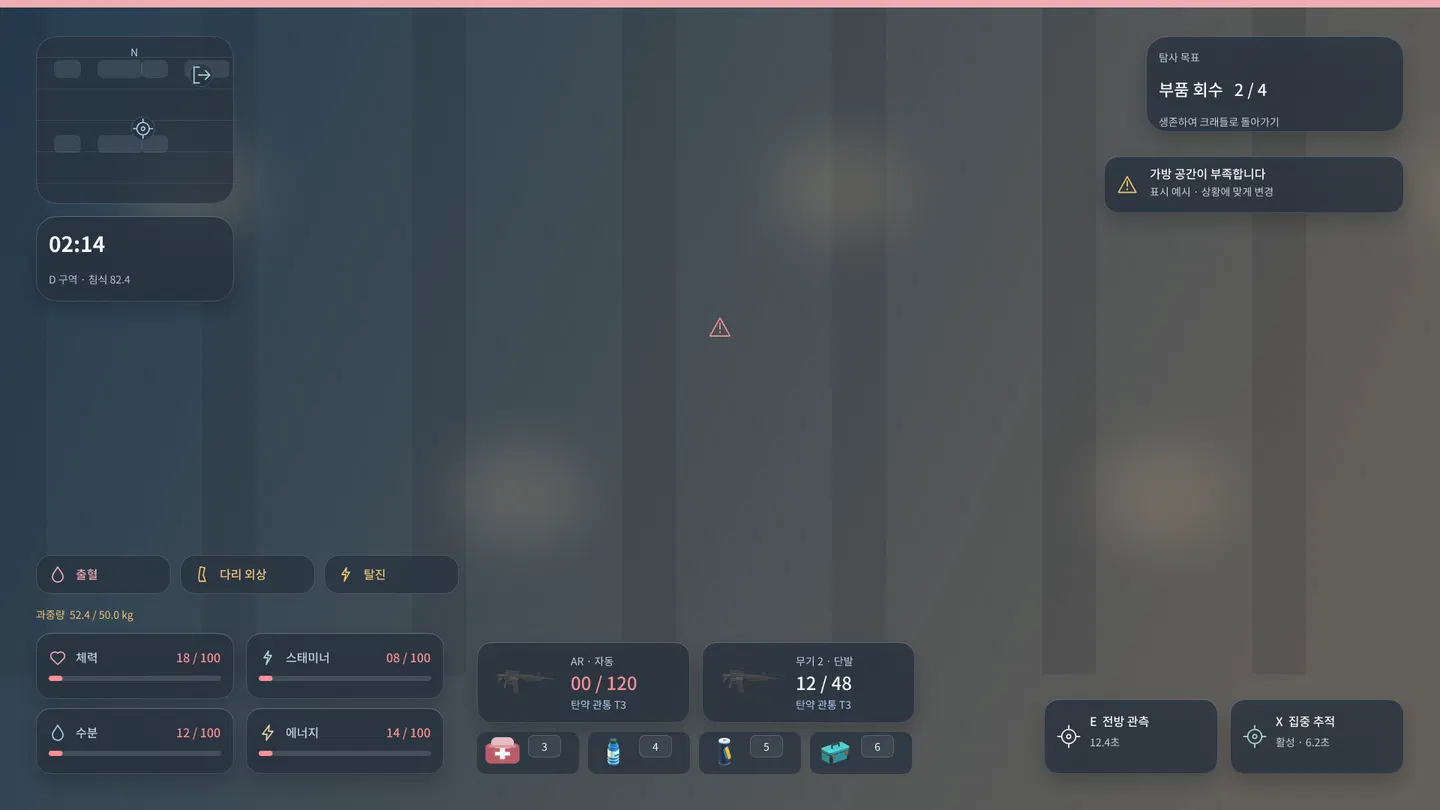 N
02:14
D 구역 · 침식 82.4
탐사 목표
부품 회수 2 / 4
생존하여 크래들로 돌아가기
가방 공간이 부족합니다
표시 예시 · 상황에 맞게 변경
출혈
다리 외상
탈진
과중량 52.4 / 50.0 kg
체력 18 / 100
스태미너 08 / 100
수분 12 / 100
에너지 14 / 100
AR · 자동
00 / 120
탄약 관통 T3
무기 2 · 단발
12 / 48
탄약 관통 T3
3
4
5
6
E 전방 관측
12.4초
X 집중 추적
활성 · 6.2초